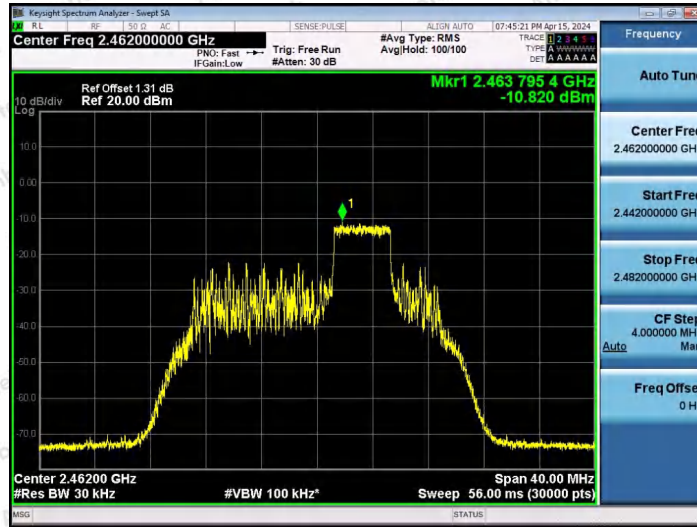 Keysight Spectrum Analyzer - Swept SA
RL RF 50 Ω AC SENSE:PULSE ALIGN AUTO 07:45:21 PM Apr 15, 2024
Center Freq 2.462000000 GHz
PNO: Fast
IFGain:Low
Trig: Free Run
#Atten: 30 dB
#Avg Type: RMS
Avg|Hold: 100/100
TRACE 1 2 3 4 5 6
TYPE A WWWWW
DET A A A A A A
Frequency
10 dB/div
Log
Ref Offset 1.31 dB
Ref 20.00 dBm
Mkr1 2.463 795 4 GHz
-10.820 dBm
1
10.0
0.00
-10.0
-20.0
-30.0
-40.0
-50.0
-60.0
-70.0
Center 2.46200 GHz
Span 40.00 MHz
#Res BW 30 kHz
#VBW 100 kHz*
Sweep 56.00 ms (30000 pts)
MSG
STATUS
Auto Tun
Center Fre
2.462000000 GH
Start Fre
2.442000000 GH
Stop Fre
2.482000000 GH
CF Step
4.000000 MH
Auto Ma
Freq Offse
0 H